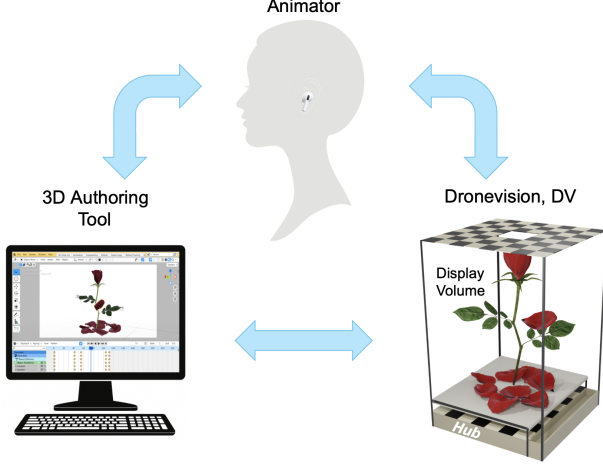 Animator
3D Authoring
Tool
Dronevision, DV
Display
Volume
Hub